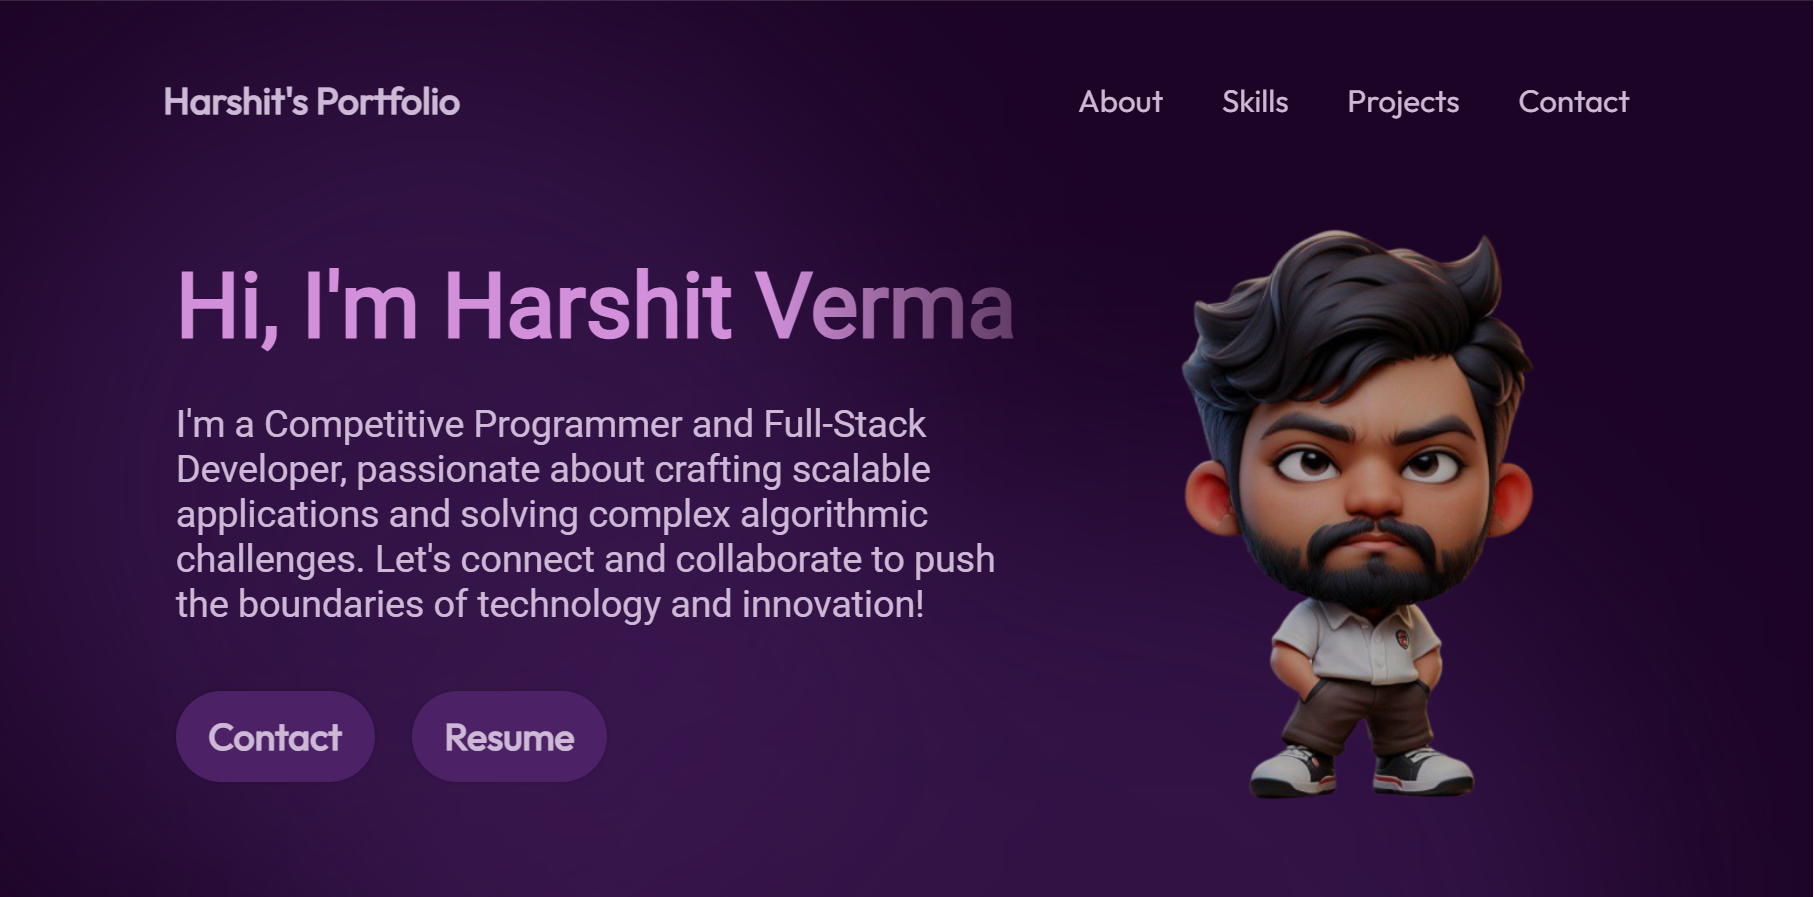 Harshit's Portfolio
About
Skills
Projects
Contact
Hi, I'm Harshit Verma
I'm a Competitive Programmer and Full-Stack
Developer, passionate about crafting scalable
applications and solving complex algorithmic
challenges. Let's connect and collaborate to push
the boundaries of technology and innovation!
Contact
Resume